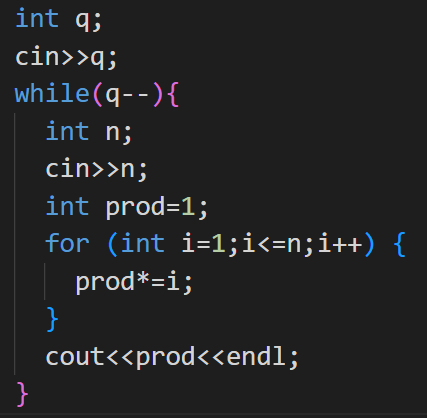 int q;
cin>>q;
while(q--){
int n;
cin>>n;
int prod=1;
for (int i=1;i<=n;i++) {
prod*=i;
}
cout<<prod<<endl;
}